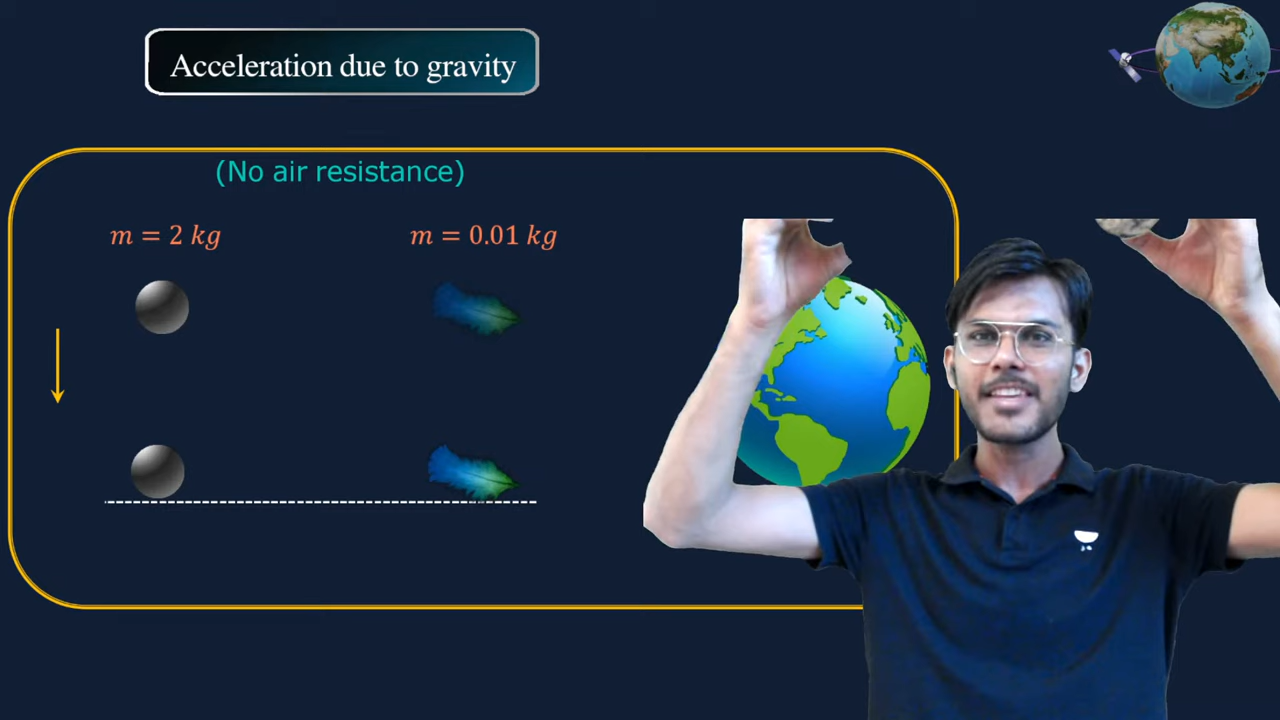 Acceleration due to gravity
(No air resistance)
m = 2 kg
m = 0.01 kg